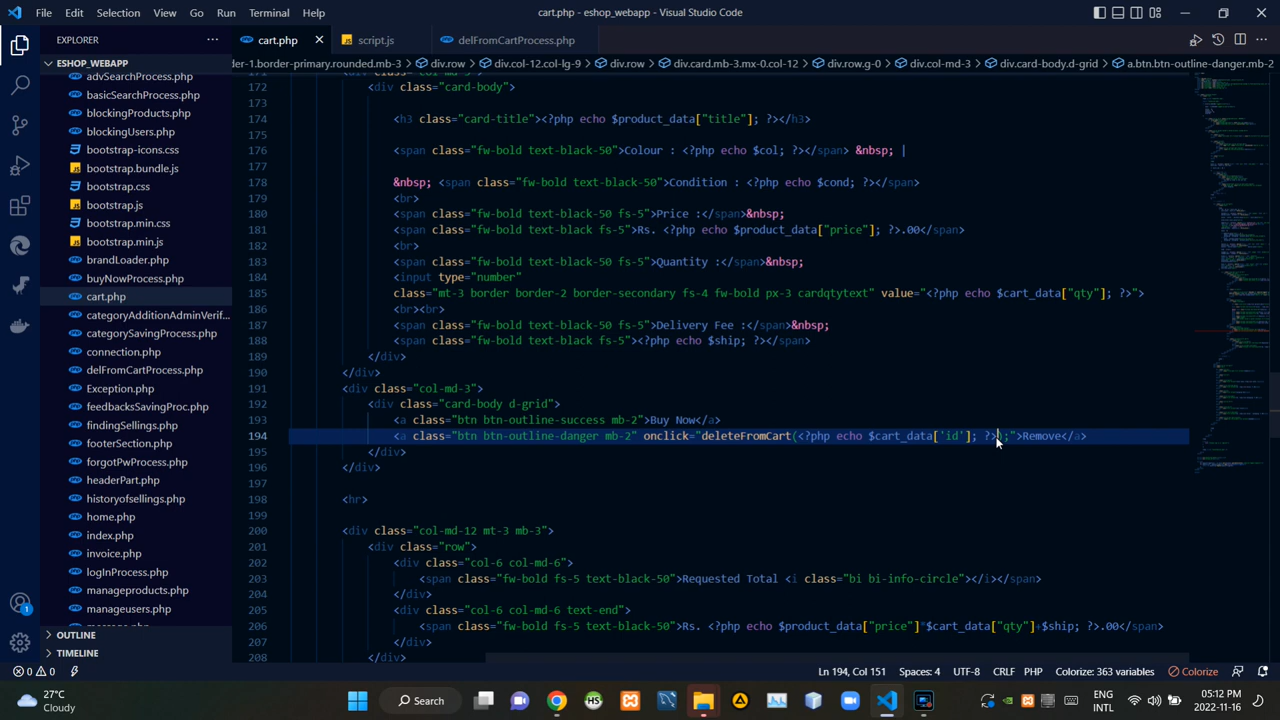 File Edit Selection View Go Run Terminal Help
cart.php - eshop_webapp - Visual Studio Code
EXPLORER
ESHOP_WEBAPP
advSearchProcess.php
basicSearchProcess.php
blockingProducts.php
blockingUsers.php
bootstrap-icons.css
bootstrap.bundle.js
bootstrap.css
bootstrap.js
bootstrap.min.css
bootstrap.min.js
brandLoader.php
buyNowProcess.php
cart.php
categoryAdditionAdminVerif...
categorySavingProcess.php
connection.php
delFromCartProcess.php
Exception.php
feedbacksSavingProc.php
findingSellings.php
footerSection.php
forgotPwProcess.php
headerPart.php
historyofsellings.php
home.php
index.php
invoice.php
logInProcess.php
manageproducts.php
manageusers.php
OUTLINE
TIMELINE
cart.php
script.js
delFromCartProcess.php
der-1.border-primary.rounded.mb-3 > div.col-12.col-lg-9 > div.row > div.card.mb-3.mx-0.col-12 > div.row.g-0 > div.col-md-3 > div.card-body.d-grid > a.btn.btn-outline-danger.mb-2
172 <div class="card-body">
173
174 <h3 class="card-title"><?php echo $product_data["title"]; ?></h3>
175
176 <span class="fw-bold text-black-50">Colour : <?php echo $col; ?></span> &nbsp; |
177
178 &nbsp; <span class="fw-bold text-black-50">Condition : <?php echo $cond; ?></span>
179 <br>
180 <span class="fw-bold text-black-50 fs-5">Price :</span>&nbsp;
181 <span class="fw-bold text-black-50 fs-5">Rs. <?php echo $product_data["price"]; ?>.00</span>
182 <br>
183 <span class="fw-bold text-black-50 fs-5">Quantity :</span>&nbsp;
184 <input type="number"
185 class="mt-3 border border-2 border-secondary fs-4 fw-bold px-3 cardqtytext" value="<?php echo $cart_data["qty"]; ?>">
186 <br><br>
187 <span class="fw-bold text-black-50 fs-5">Delivery Fee :</span>&nbsp;
188 <span class="fw-bold text-black-50 fs-5">Rs. <?php echo $ship; ?></span>
189 </div>
190 </div>
191 <div class="col-md-3">
192 <div class="card-body d-grid">
193 <a class="btn btn-outline-success mb-2">Buy Now</a>
194 <a class="btn btn-outline-danger mb-2" onclick="deleteFromCart(<?php echo $cart_data['id']; ?>);">Remove</a>
195 </div>
196 </div>
197
198 <hr>
199
200 <div class="col-md-12 mt-3 mb-3">
201 <div class="row">
202 <div class="col-6 col-md-6">
203 <span class="fw-bold fs-5 text-black-50">Requested Total <i class="bi bi-info-circle"></i></span>
204 </div>
205 <div class="col-6 col-md-6 text-end">
206 <span class="fw-bold fs-5 text-black-50">Rs. <?php echo $product_data["price"]*$cart_data["qty"]+$ship; ?>.00</span>
207 </div>
208 </div>
0 0
Ln 194, Col 151 Spaces: 4 UTF-8 CRLF PHP Colorize: 363 variables Colorize
27°C
Cloudy
Search
ENG
INTL
05:12 PM
2022-11-16